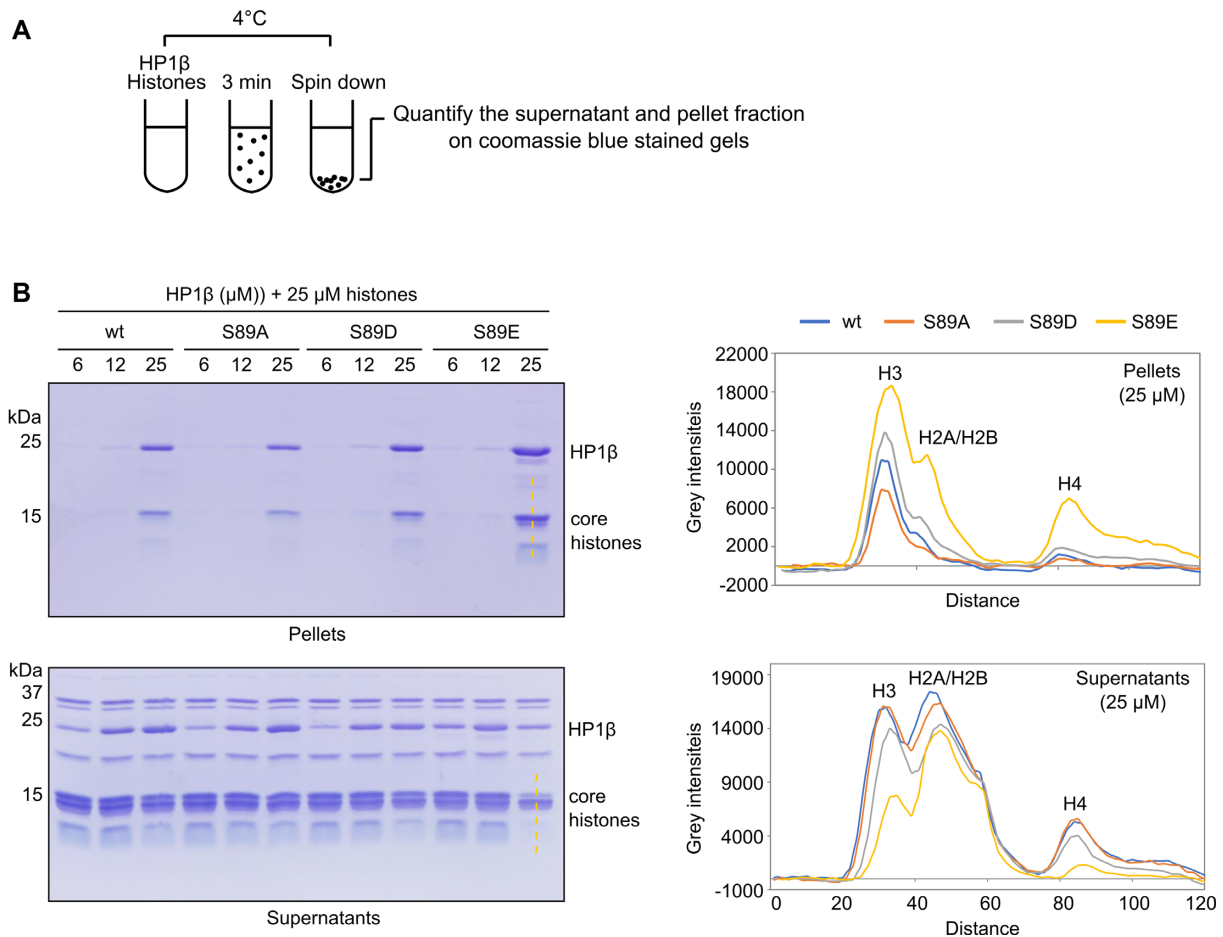 A
4°C
HP1β
Histones
3 min
Spin down
Quantify the supernatant and pellet fraction
on coomassie blue stained gels
B
HP1β (µM)) + 25 µM histones
wt S89A S89D S89E
6 12 25 6 12 25 6 12 25 6 12 25
kDa
25
15
HP1β
core
histones
Pellets
kDa
37
25
15
HP1β
core
histones
Supernatants
wt S89A S89D S89E
22000
18000
14000
10000
6000
2000
-2000
Grey intensiteis
H3
H2A/H2B
H4
Pellets
(25 µM)
Distance
19000
14000
9000
4000
-1000
Grey intensiteis
H3
H2A/H2B
H4
Supernatants
(25 µM)
0 20 40 60 80 100 120
Distance